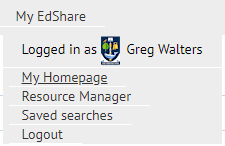 My EdShare
Logged in as Greg Walters
My Homepage
Resource Manager
Saved searches
Logout